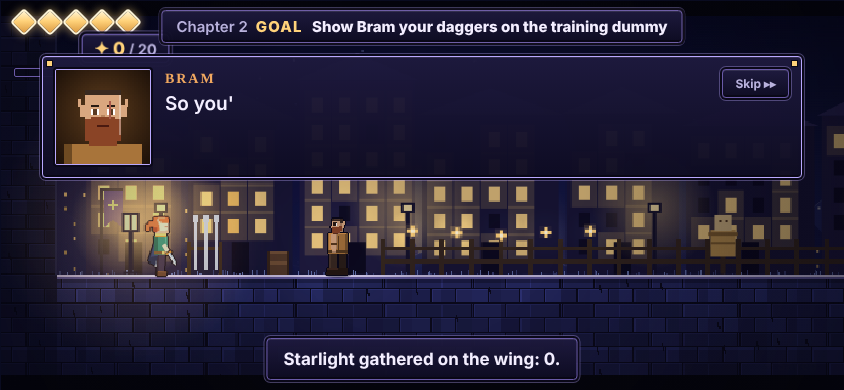 Chapter 2 GOAL Show Bram your daggers on the training dummy
✦ 0 / 20
BRAM
So you'
Skip ▸▸
Starlight gathered on the wing: 0.